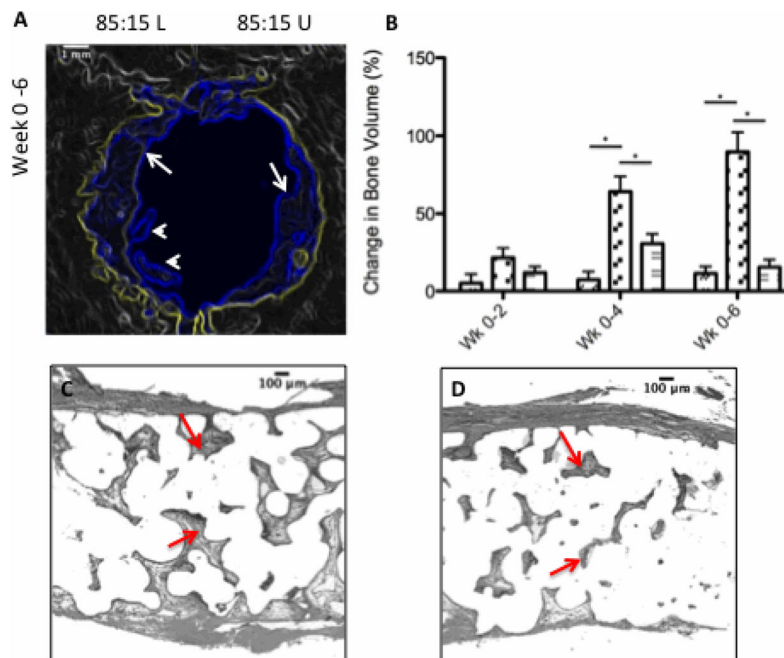 A
85:15 L
85:15 U
Week 0 -6
1 mm
B
Change in Bone Volume (%)
150
100
50
0
*
*
*
*
Wk 0-2
Wk 0-4
Wk 0-6
C
100 µm
D
100 µm